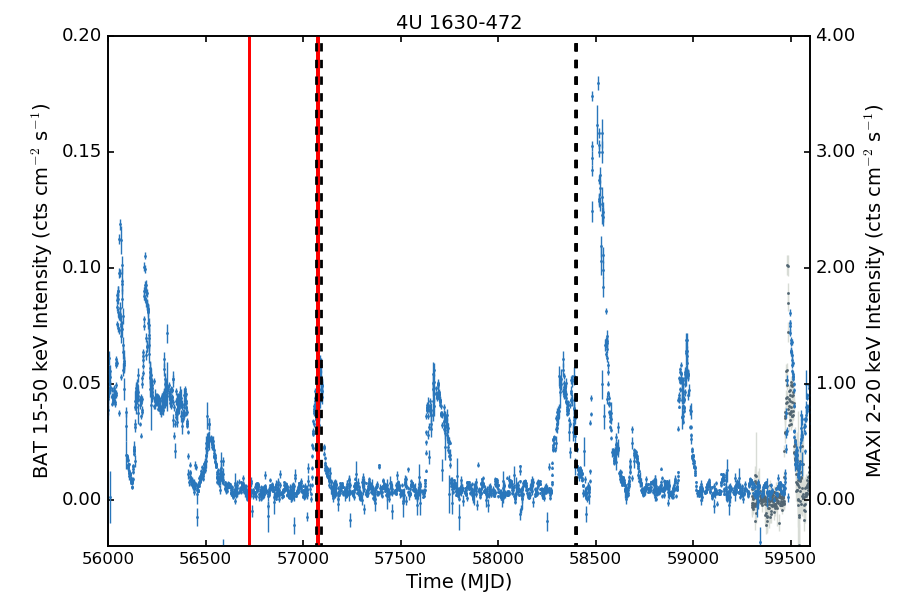 4U 1630-472
0.20
0.15
0.10
0.05
0.00
4.00
3.00
2.00
1.00
0.00
BAT 15-50 keV Intensity (cts cm⁻² s⁻¹)
MAXI 2-20 keV Intensity (cts cm⁻² s⁻¹)
56000 56500 57000 57500 58000 58500 59000 59500
Time (MJD)